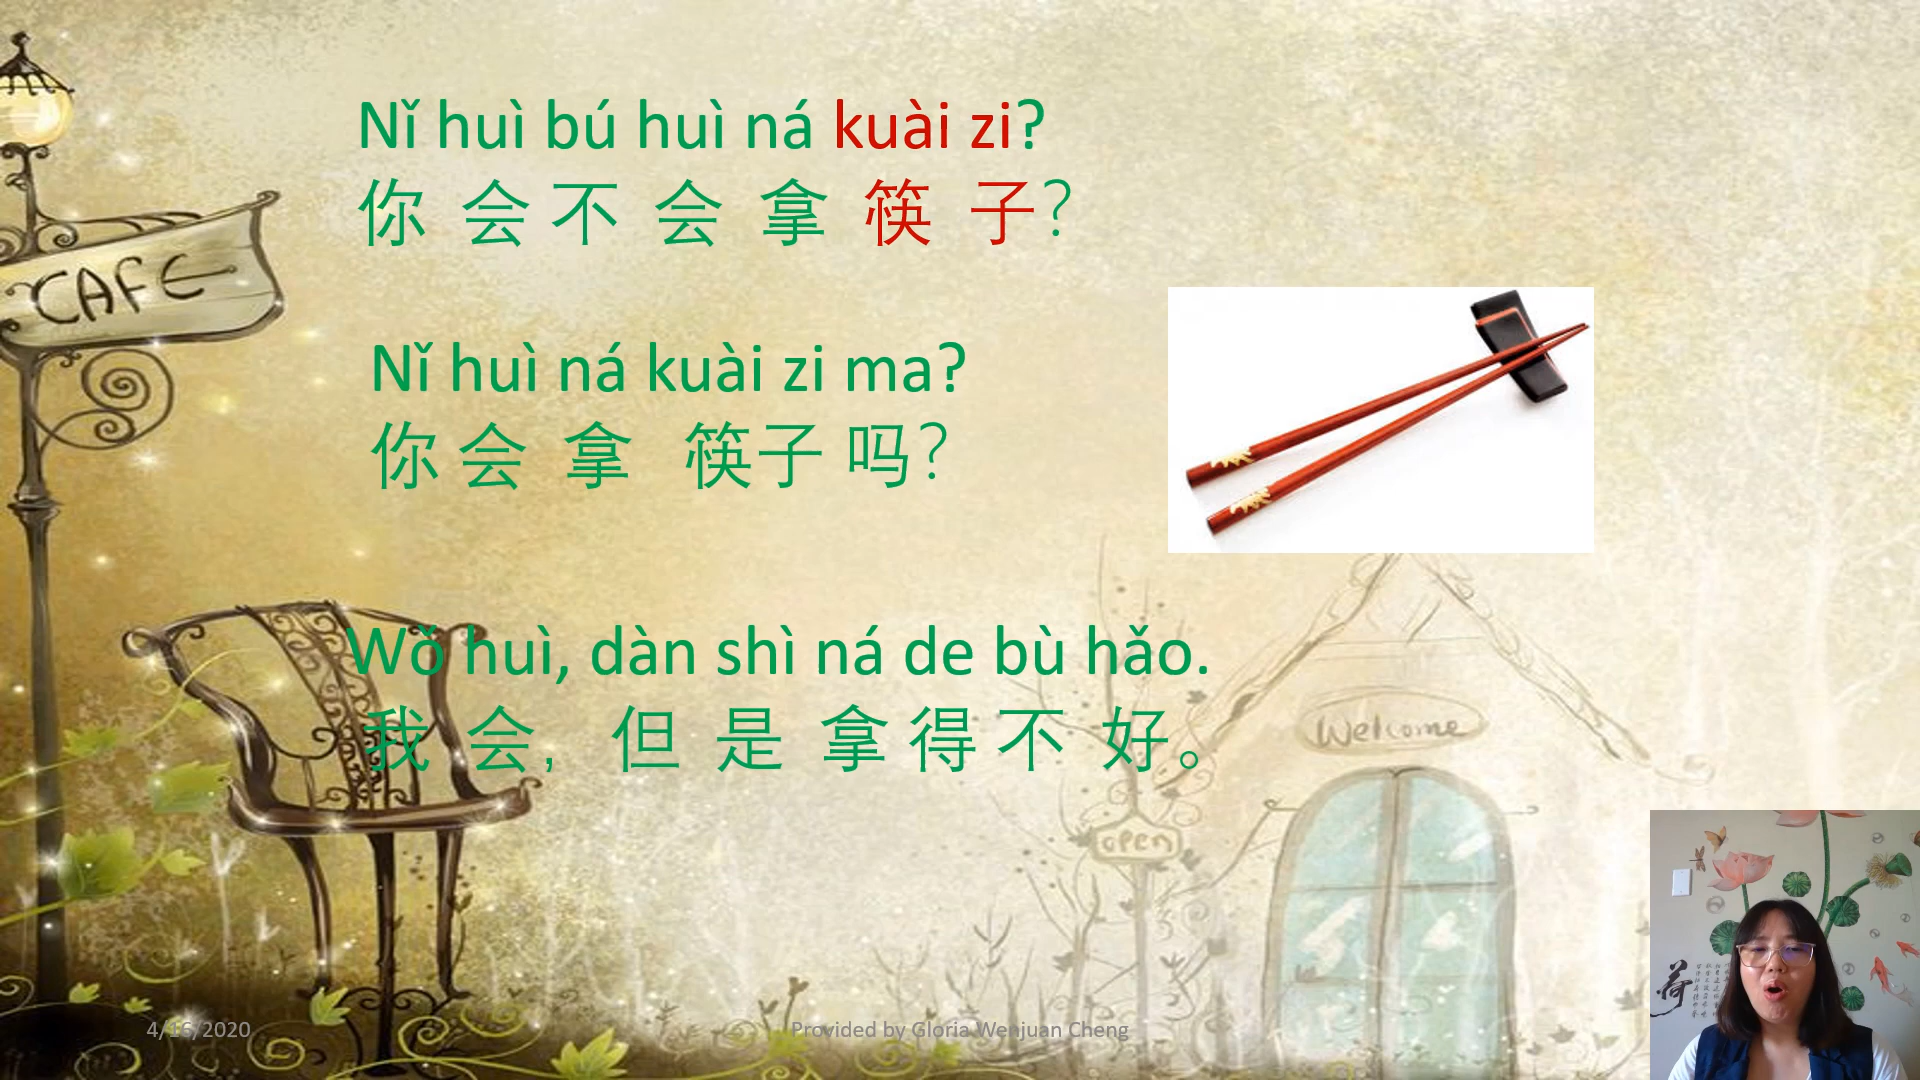 Nǐ huì bú huì ná kuài zi?
你 会 不 会 拿 筷 子?
Nǐ huì ná kuài zi ma?
你 会 拿 筷子 吗?
Wǒ huì, dàn shì ná de bù hǎo.
我 会, 但 是 拿 得 不 好。
CAFE
Welcome
open
荷
4/16/2020
Provided by Gloria Wenjuan Cheng